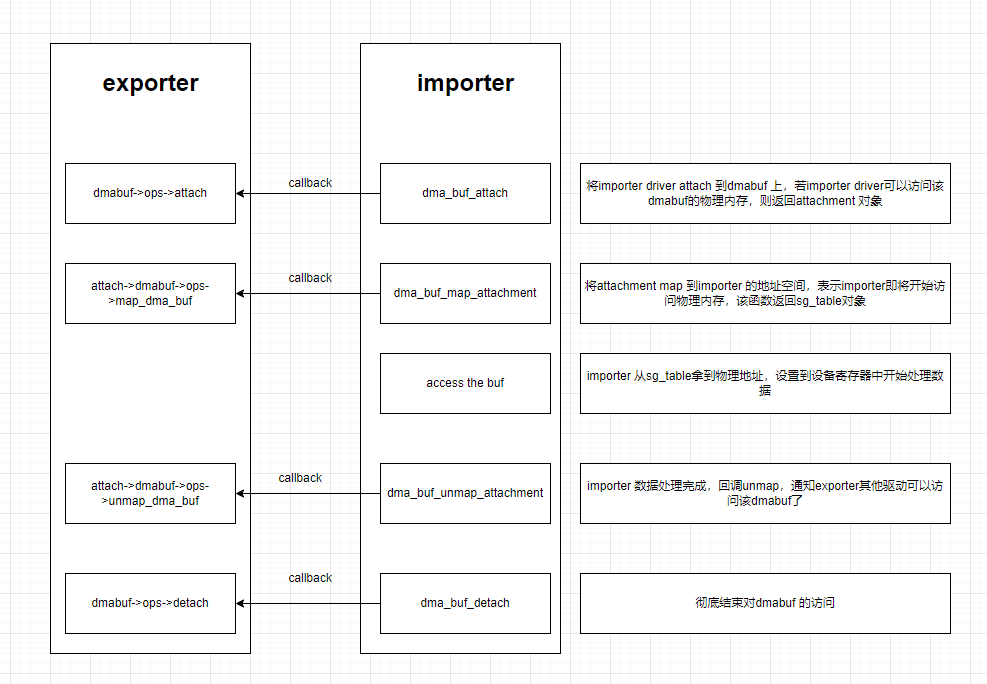 exporter
importer
dmabuf->ops->attach
callback
dma_buf_attach
将importer driver attach 到dmabuf 上，若importer driver可以访问该
dmabuf的物理内存，则返回attachment 对象
attach->dmabuf->ops-
>map_dma_buf
callback
dma_buf_map_attachment
将attachment map 到importer 的地址空间，表示importer即将开始访
问物理内存，该函数返回sg_table对象
access the buf
importer 从sg_table拿到物理地址，设置到设备寄存器中开始处理数
据
attach->dmabuf->ops-
>unmap_dma_buf
callback
dma_buf_unmap_attachment
importer 数据处理完成，回调unmap，通知exporter其他驱动可以访
问该dmabuf了
dmabuf->ops->detach
callback
dma_buf_detach
彻底结束对dmabuf 的访问